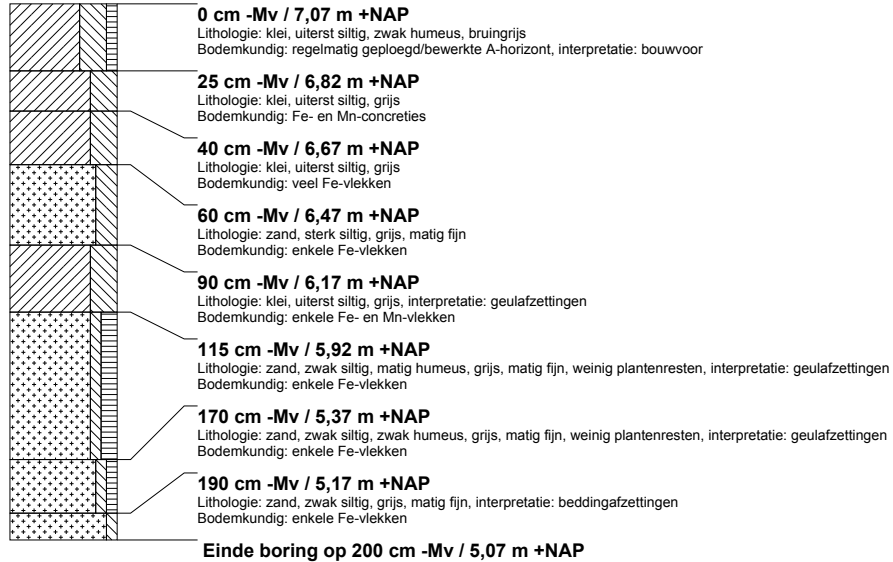 0 cm -Mv / 7,07 m +NAP
Lithologie: klei, uiterst siltig, zwak humeus, bruingrijs
Bodemkundig: regelmatig geploegd/bewerkte A-horizont, interpretatie: bouwvoor
25 cm -Mv / 6,82 m +NAP
Lithologie: klei, uiterst siltig, grijs
Bodemkundig: Fe- en Mn-concreties
40 cm -Mv / 6,67 m +NAP
Lithologie: klei, uiterst siltig, grijs
Bodemkundig: veel Fe-vlekken
60 cm -Mv / 6,47 m +NAP
Lithologie: zand, sterk siltig, grijs, matig fijn
Bodemkundig: enkele Fe-vlekken
90 cm -Mv / 6,17 m +NAP
Lithologie: klei, uiterst siltig, grijs, interpretatie: geulafzettingen
Bodemkundig: enkele Fe- en Mn-vlekken
115 cm -Mv / 5,92 m +NAP
Lithologie: zand, zwak siltig, matig humeus, grijs, matig fijn, weinig plantenresten, interpretatie: geulafzettingen
Bodemkundig: enkele Fe-vlekken
170 cm -Mv / 5,37 m +NAP
Lithologie: zand, zwak siltig, zwak humeus, grijs, matig fijn, weinig plantenresten, interpretatie: geulafzettingen
Bodemkundig: enkele Fe-vlekken
190 cm -Mv / 5,17 m +NAP
Lithologie: zand, zwak siltig, grijs, matig fijn, interpretatie: beddingafzettingen
Bodemkundig: enkele Fe-vlekken
Einde boring op 200 cm -Mv / 5,07 m +NAP